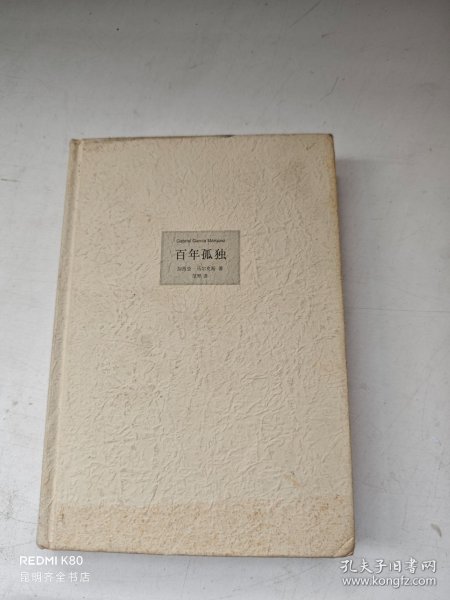 Gabriel García Márquez
百年孤独
加西亚·马尔克斯 著
范晔 译
REDMI K80
昆明齐全书店
孔夫子旧书网
www.kongfz.com